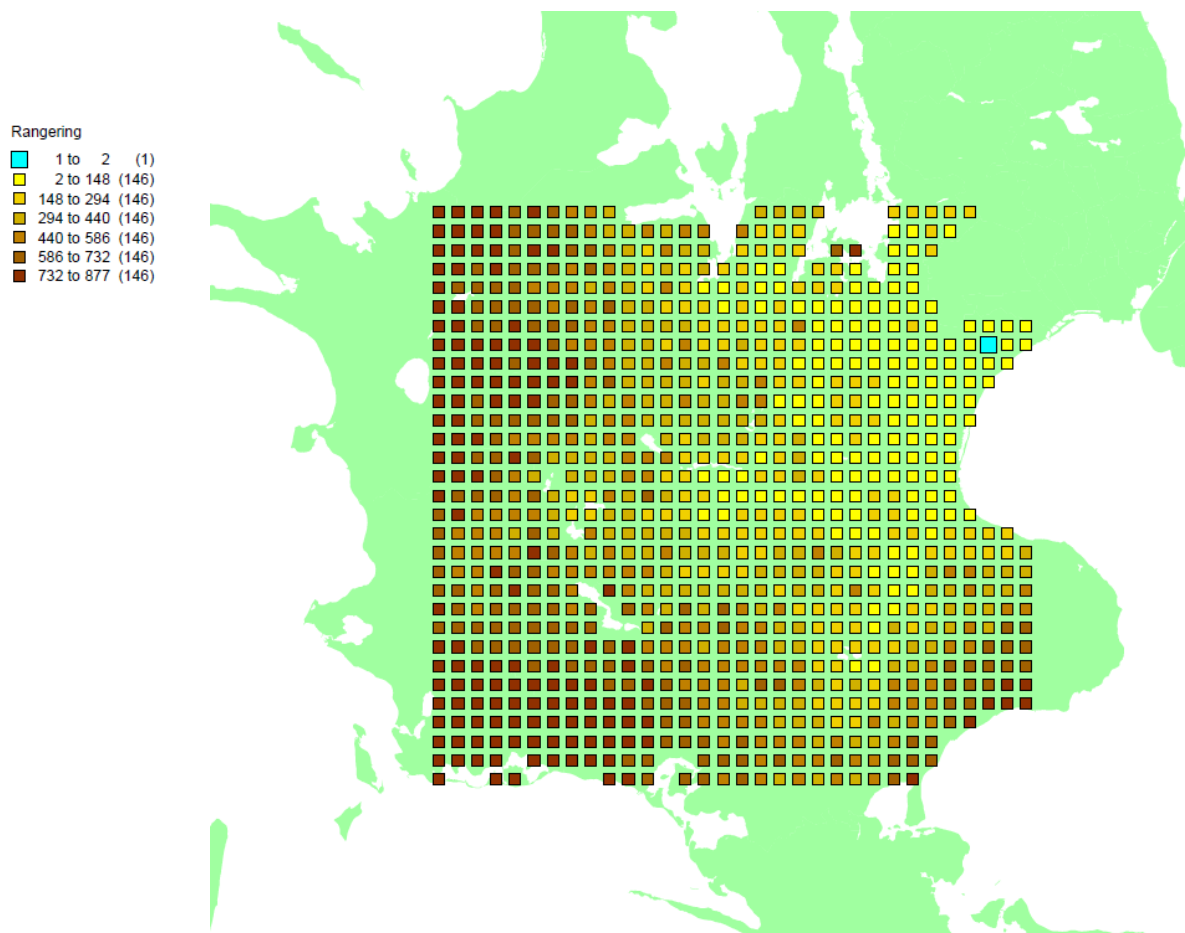 Rangering
1 to 2 (1)
2 to 148 (146)
148 to 294 (146)
294 to 440 (146)
440 to 586 (146)
586 to 732 (146)
732 to 877 (146)